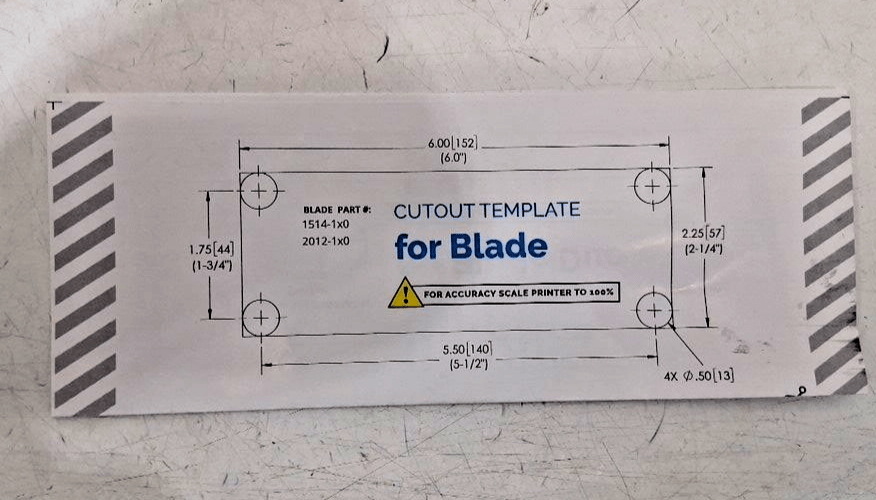 6.00[152]
(6.0")
BLADE PART #:
1514-1x0
2012-1x0
CUTOUT TEMPLATE
for Blade
1.75[44]
(1-3/4")
2.25[57]
(2-1/4")
FOR ACCURACY SCALE PRINTER TO 100%
5.50[140]
(5-1/2")
4X Ø.50[13]